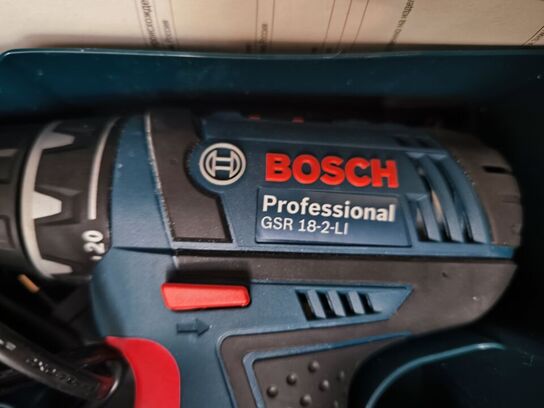 BOSCH
Professional
GSR 18-2-LI
20